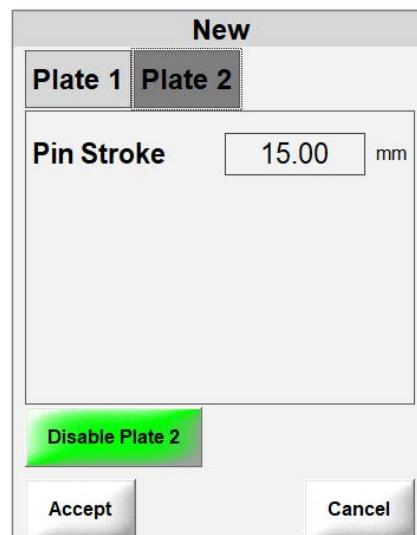 New
Plate 1 Plate 2
Pin Stroke 15.00 mm
Disable Plate 2
Accept Cancel